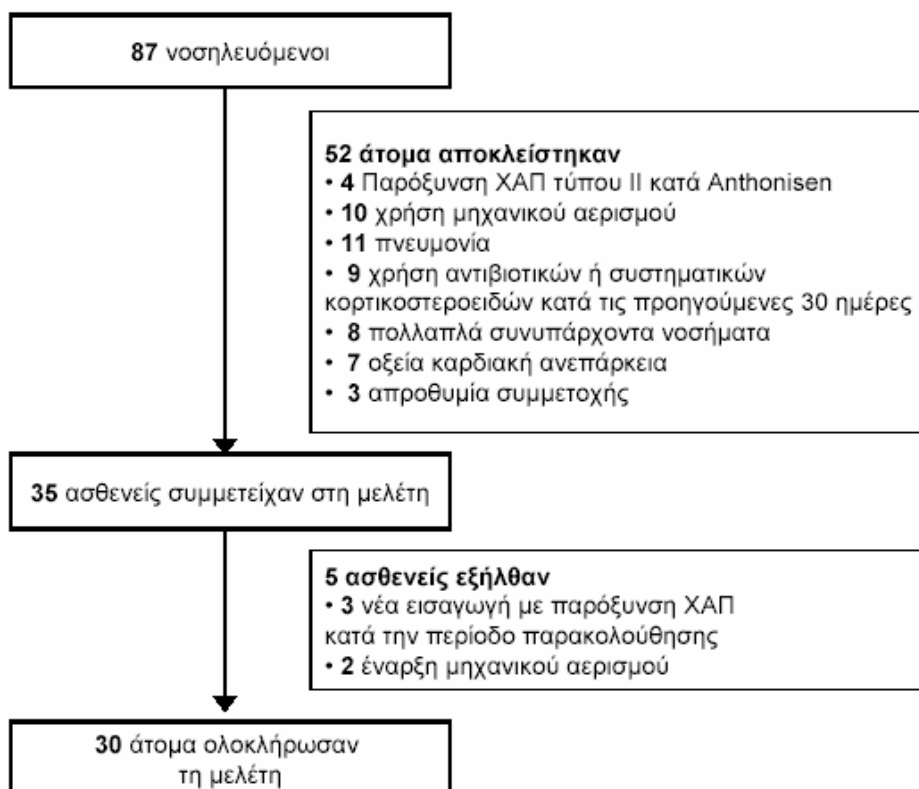 87 νοσηλευόμενοι
52 άτομα αποκλείστηκαν
• 4 Παρόξυνση ΧΑΠ τύπου ΙΙ κατά Anthonisen
• 10 χρήση μηχανικού αερισμού
• 11 πνευμονία
• 9 χρήση αντιβιοτικών ή συστηματικών
κορτικοστεροειδών κατά τις προηγούμενες 30 ημέρες
• 8 πολλαπλά συνυπάρχοντα νοσήματα
• 7 οξεία καρδιακή ανεπάρκεια
• 3 απροθυμία συμμετοχής
35 ασθενείς συμμετείχαν στη μελέτη
5 ασθενείς εξήλθαν
• 3 νέα εισαγωγή με παρόξυνση ΧΑΠ
κατά την περίοδο παρακολούθησης
• 2 έναρξη μηχανικού αερισμού
30 άτομα ολοκλήρωσαν
τη μελέτη